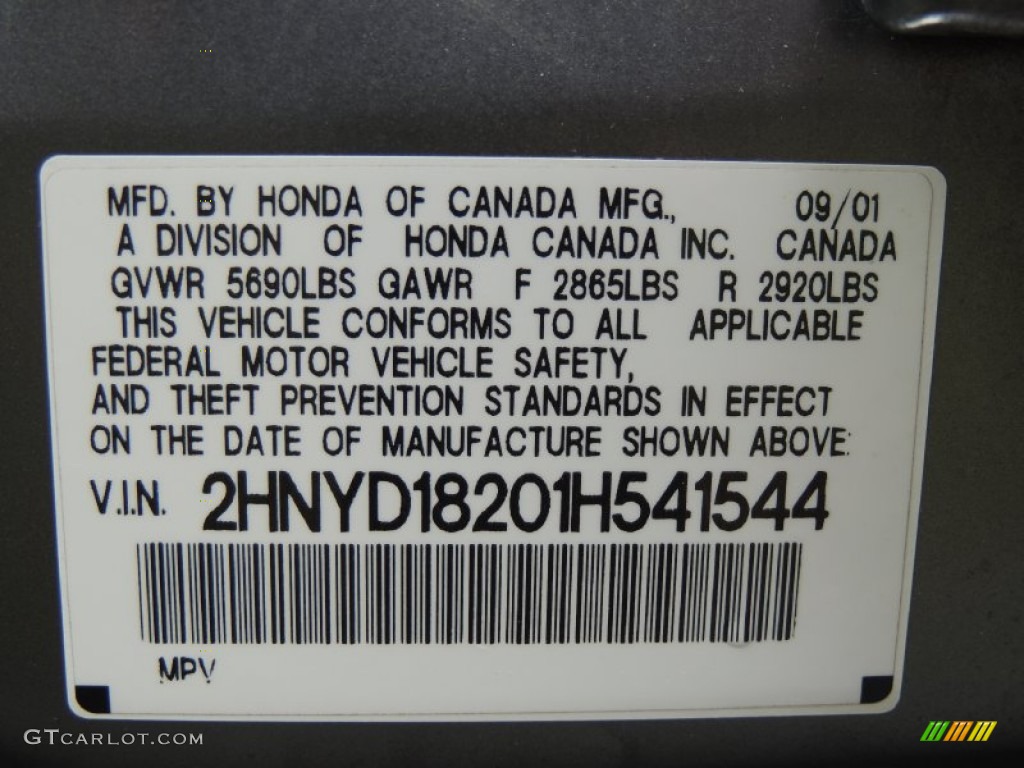 MFD. BY HONDA OF CANADA MFG., 09/01
A DIVISION OF HONDA CANADA INC. CANADA
GVWR 5690LBS GAWR F 2865LBS R 2920LBS
THIS VEHICLE CONFORMS TO ALL APPLICABLE
FEDERAL MOTOR VEHICLE SAFETY,
AND THEFT PREVENTION STANDARDS IN EFFECT
ON THE DATE OF MANUFACTURE SHOWN ABOVE:
V.I.N. 2HNYD18201H541544
MPV
GTCARLOT.COM